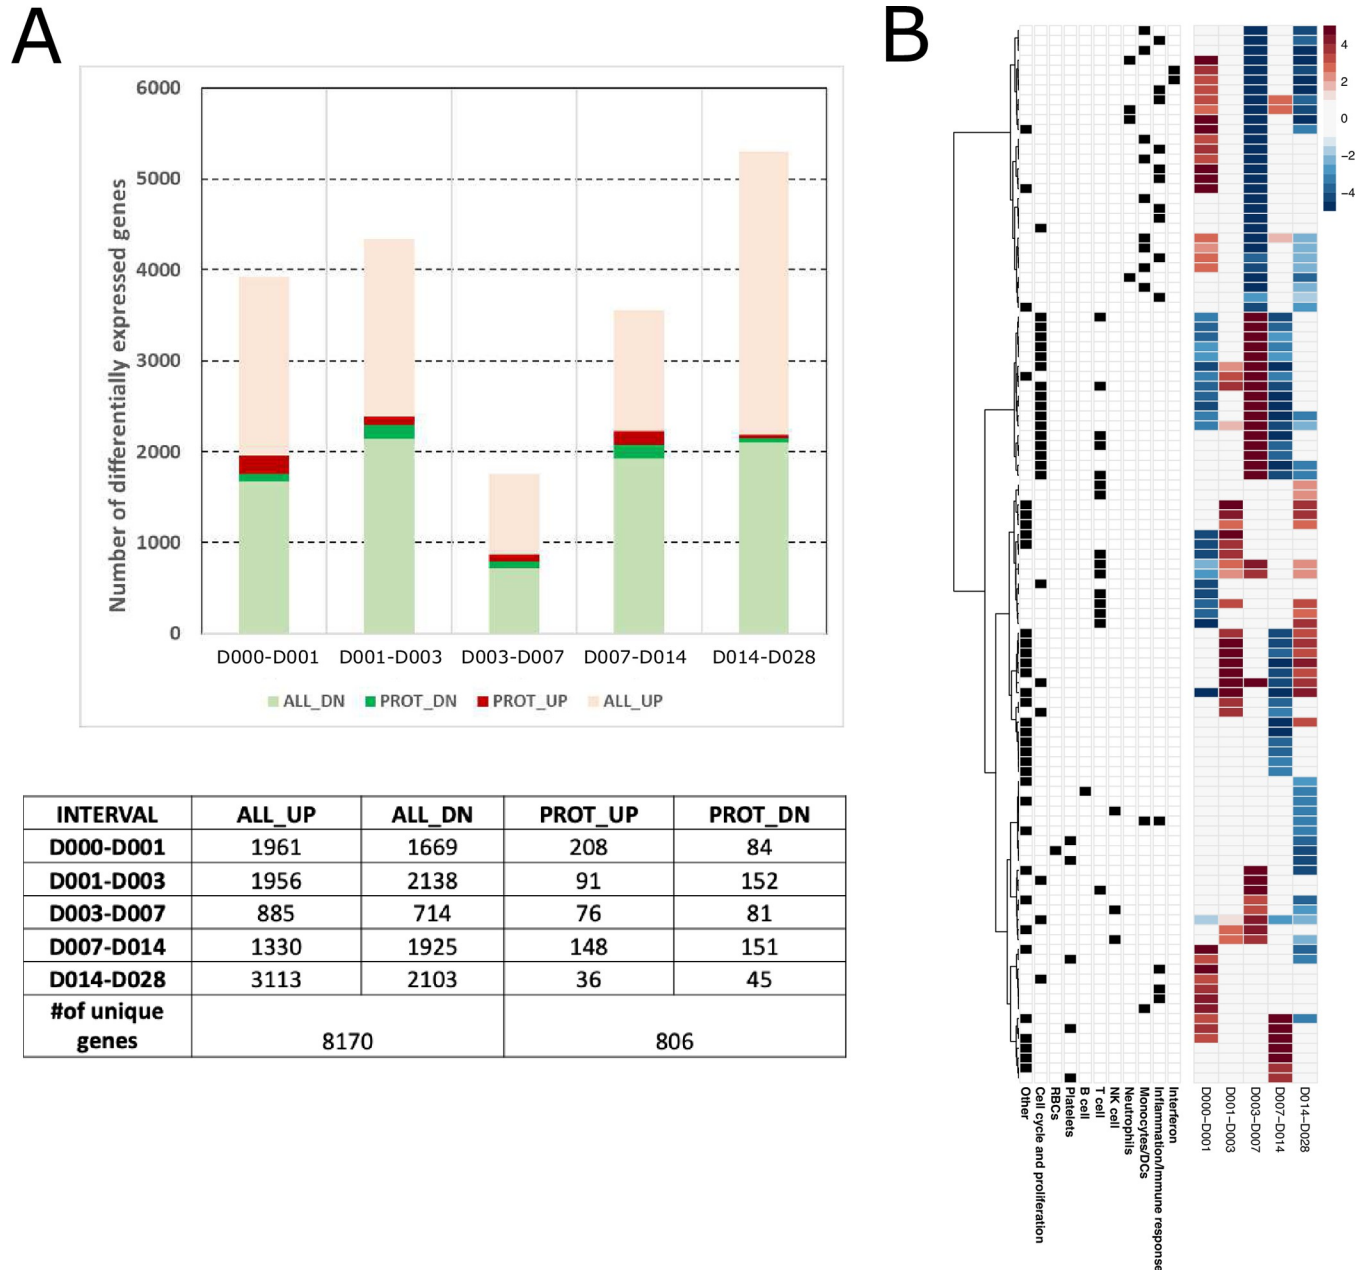 A
6000
5000
4000
3000
2000
1000
0
Number of differentially expressed genes
D000-D001 D001-D003 D003-D007 D007-D014 D014-D028
ALL_DN PROT_DN PROT_UP ALL_UP
INTERVAL ALL_UP ALL_DN PROT_UP PROT_DN
D000-D001 1961 1669 208 84
D001-D003 1956 2138 91 152
D003-D007 885 714 76 81
D007-D014 1330 1925 148 151
D014-D028 3113 2103 36 45
#of unique
genes 8170 806
B
4
2
0
−2
−4
Other
Cell cycle and proliferation
RBCs
Platelets
B cell
T cell
NK cell
Neutrophils
Monocytes/DCs
Inflammation/Immune response
Interferon
D000−D001
D001−D003
D003−D007
D007−D014
D014−D028